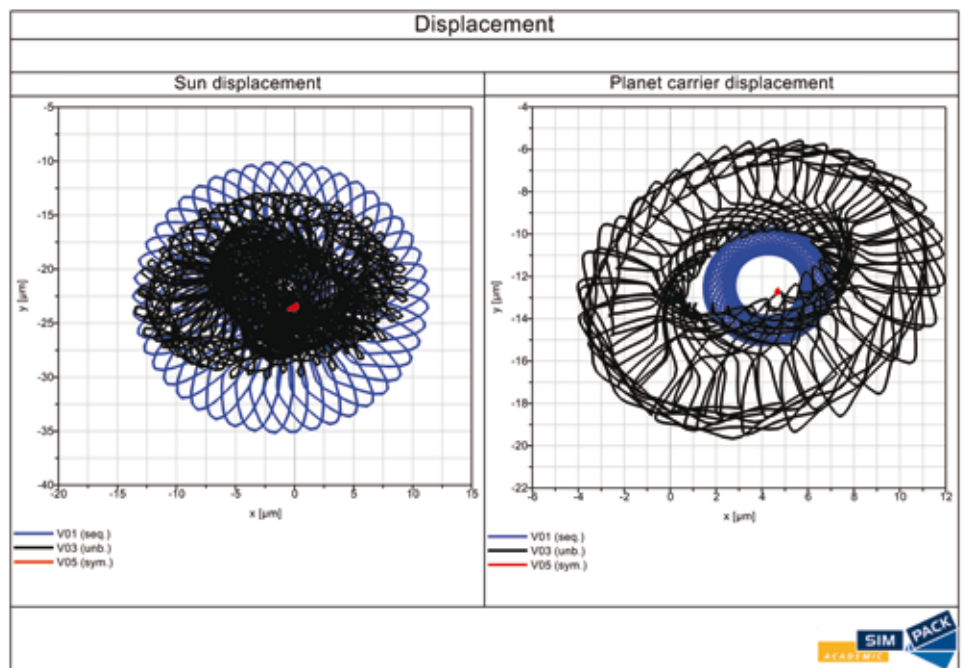 Displacement
Sun displacement
Planet carrier displacement
-5
-10
-15
-20
-25
-30
-35
-40
y [µm]
-20 -15 -10 -5 0 5 10 15
x [µm]
V01 (seq.)
V03 (unb.)
V05 (sym.)
-4
-6
-8
-10
-12
-14
-16
-18
-20
-22
y [µm]
-6 -4 -2 0 2 4 6 8 10 12
x [µm]
V01 (seq.)
V03 (unb.)
V05 (sym.)
SIM PACK
ACADEMIC